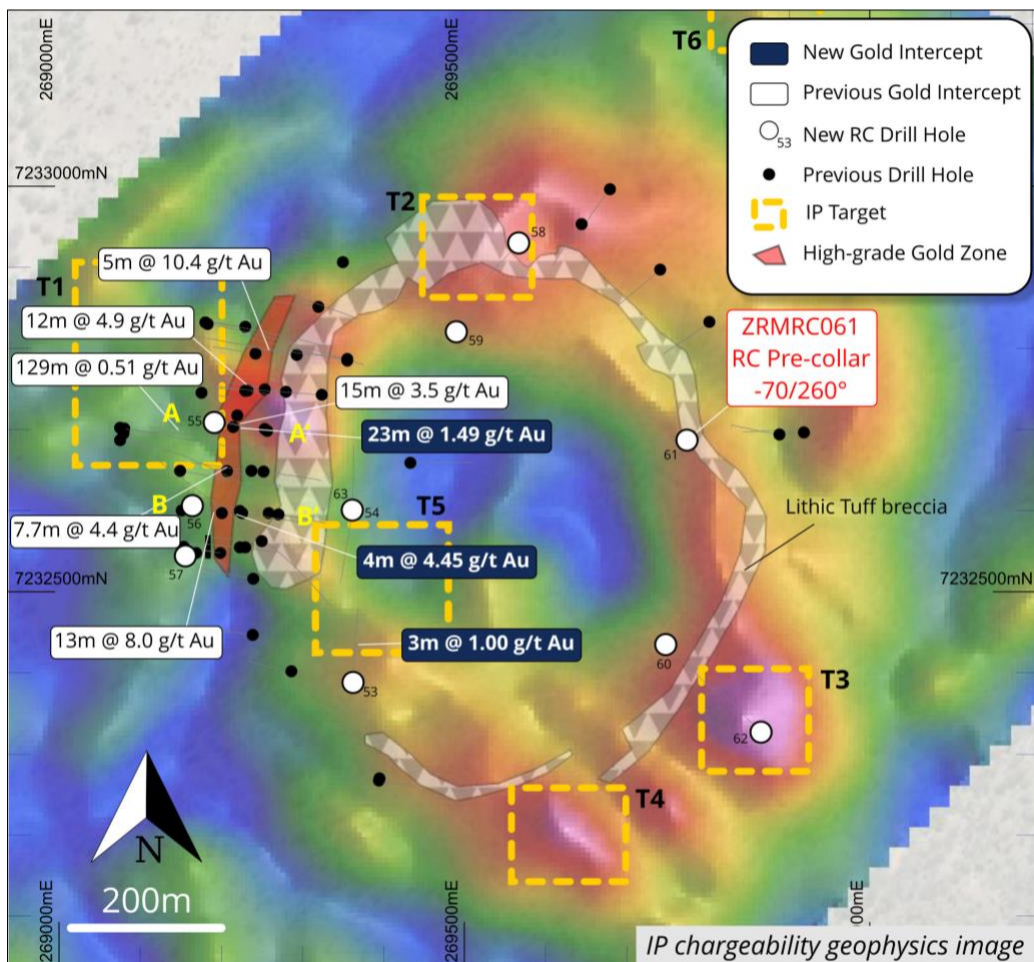 269000mE
269500mE
T6
New Gold Intercept
Previous Gold Intercept
53
New RC Drill Hole
Previous Drill Hole
IP Target
High-grade Gold Zone
7233000mN
T2
58
T1
5m @ 10.4 g/t Au
12m @ 4.9 g/t Au
59
ZRMRC061
RC Pre-collar
-70/260°
129m @ 0.51 g/t Au
15m @ 3.5 g/t Au
A
55
A'
23m @ 1.49 g/t Au
61
B
56
63
54
T5
B'
Lithic Tuff breccia
7.7m @ 4.4 g/t Au
57
4m @ 4.45 g/t Au
7232500mN
7232500mN
13m @ 8.0 g/t Au
3m @ 1.00 g/t Au
60
53
T3
62
T4
N
200m
269000mE
269500mE
mE
IP chargeability geophysics image